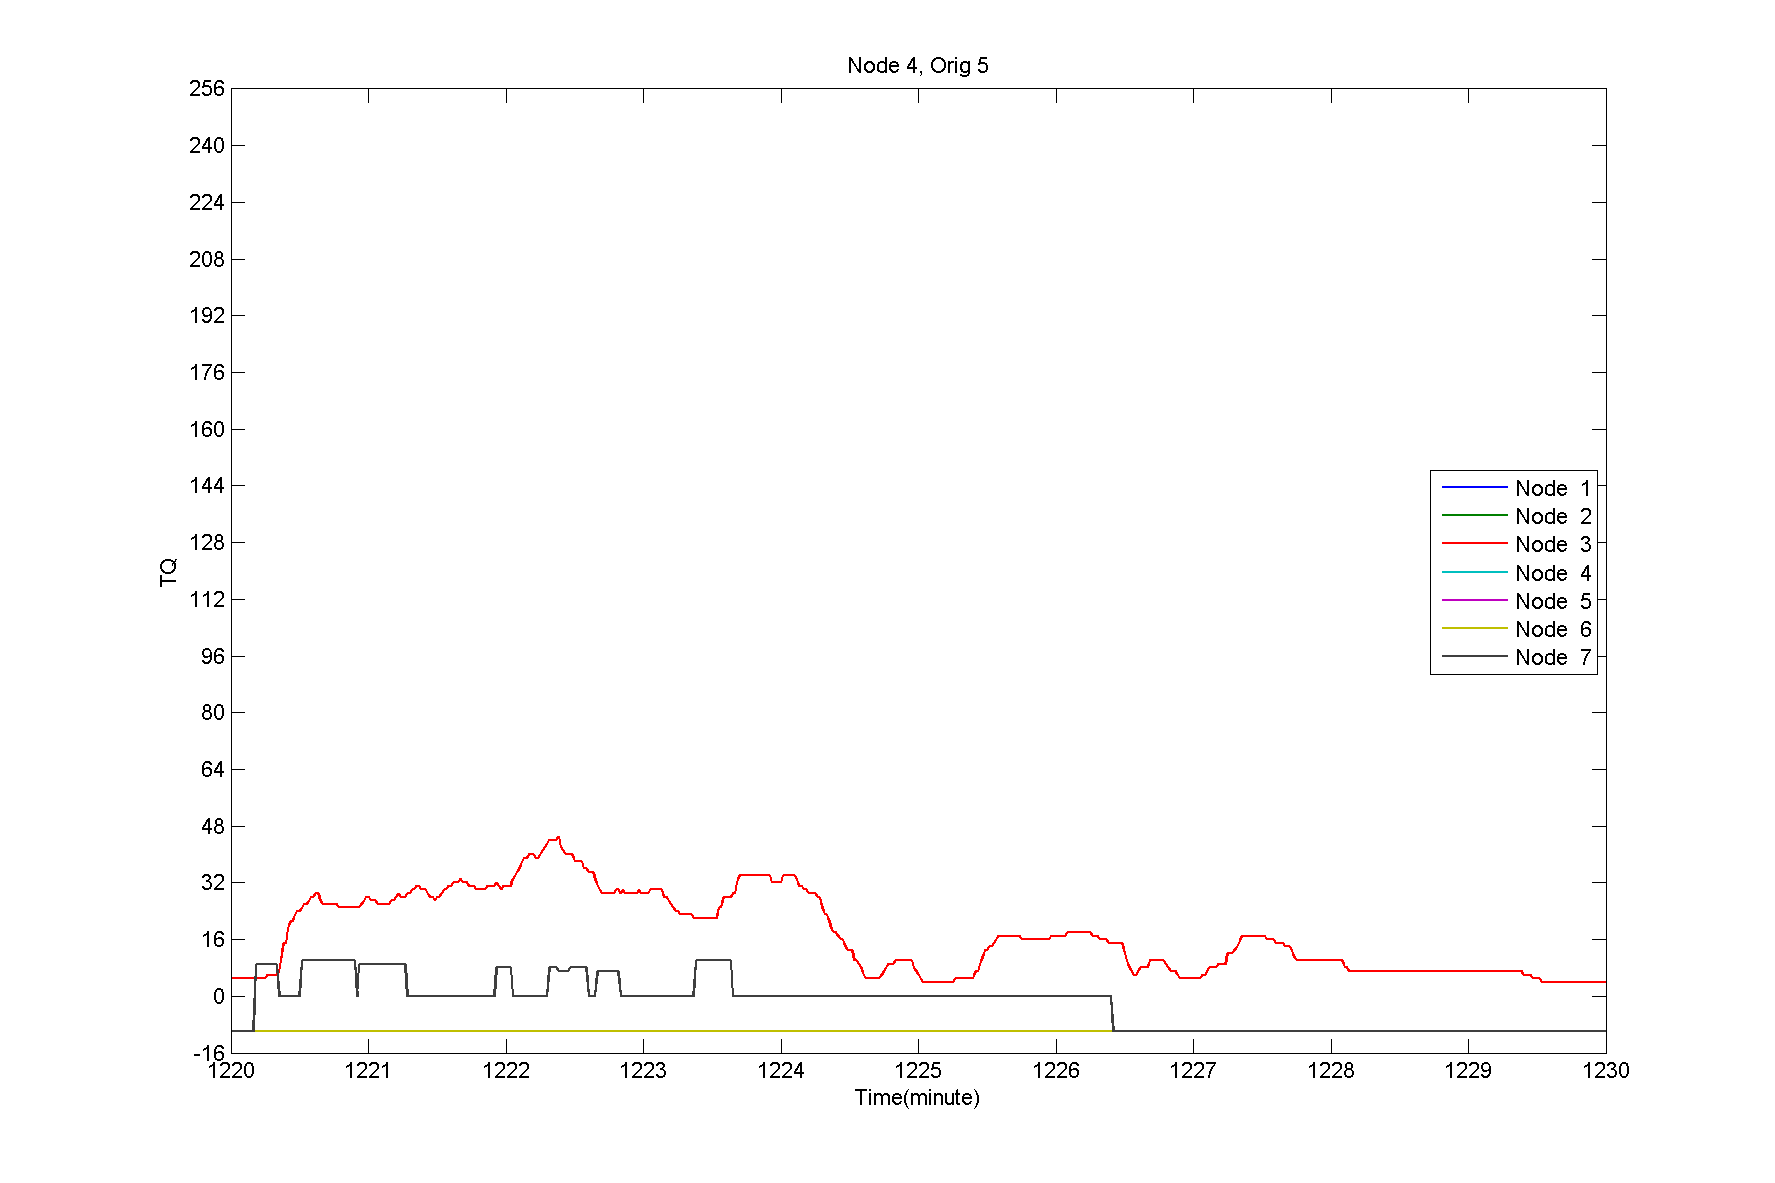 Node 4, Orig 5
256
240
224
208
192
176
160
144
128
112
96
80
64
48
32
16
0
-16
TQ
Node 1
Node 2
Node 3
Node 4
Node 5
Node 6
Node 7
1220 1221 1222 1223 1224 1225 1226 1227 1228 1229 1230
Time(minute)